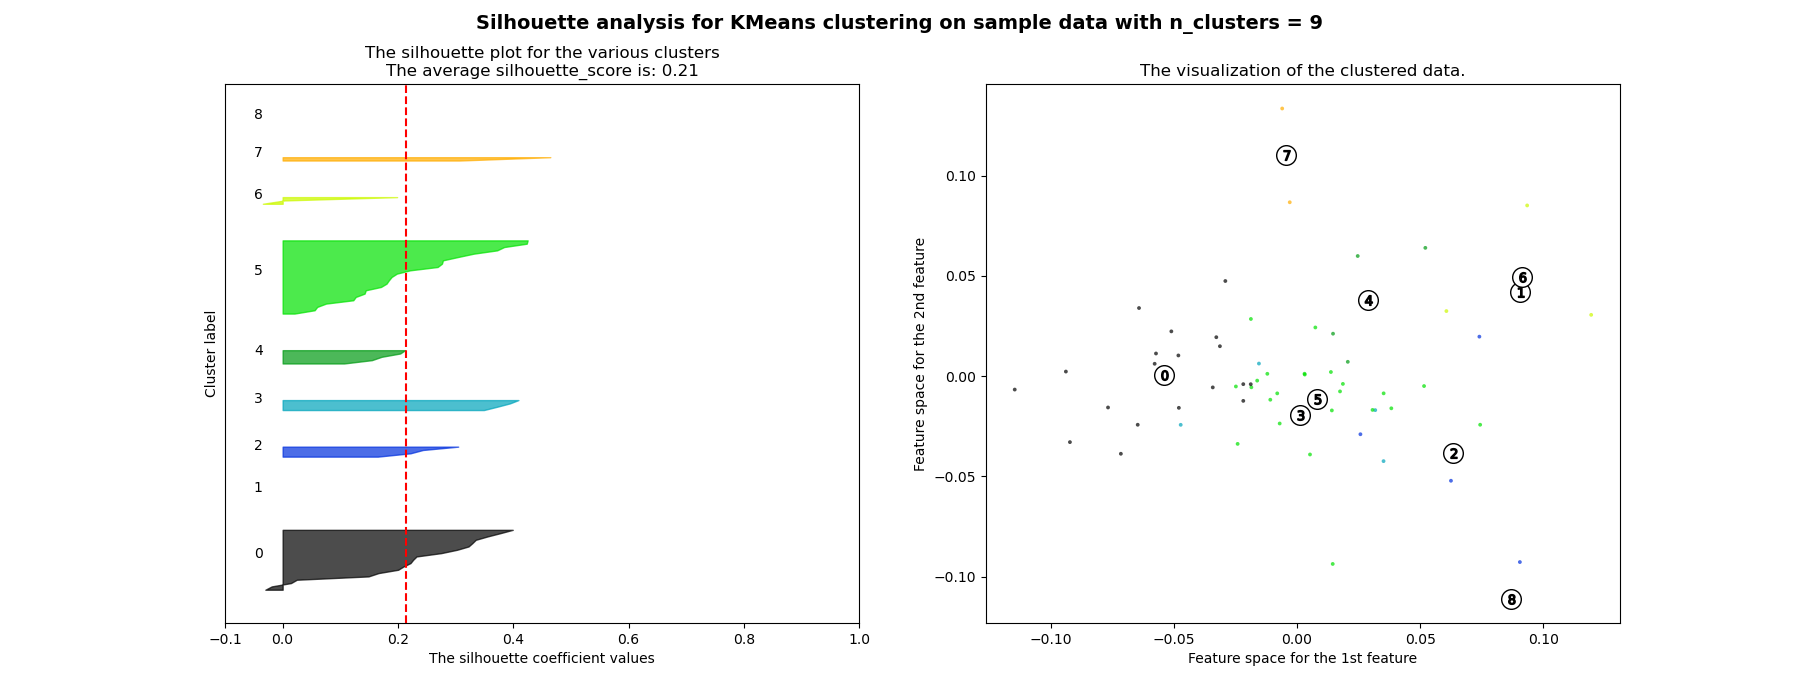 Silhouette analysis for KMeans clustering on sample data with n_clusters = 9
The silhouette plot for the various clusters
The average silhouette_score is: 0.21
Cluster label
8
7
6
5
4
3
2
1
0
−0.1 0.0 0.2 0.4 0.6 0.8 1.0
The silhouette coefficient values
The visualization of the clustered data.
Feature space for the 2nd feature
0.10
0.05
0.00
−0.05
−0.10
7
6
1
4
0
5
3
2
8
−0.10 −0.05 0.00 0.05 0.10
Feature space for the 1st feature